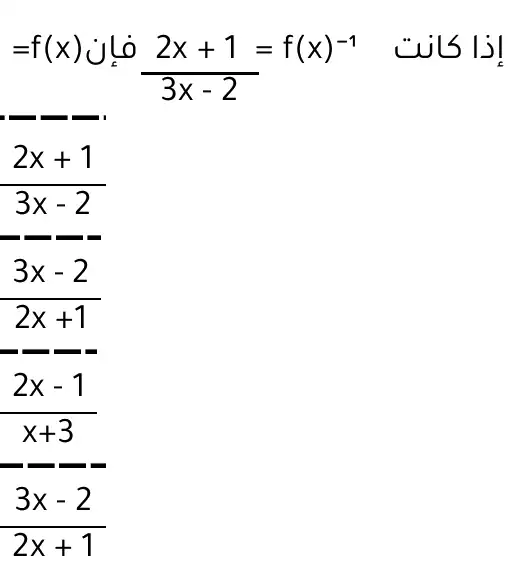 إذا كانت f(x)⁻¹ = 2x + 1 فإن f(x)=
3x - 2
2x + 1
3x - 2
3x - 2
2x +1
2x - 1
x+3
3x - 2
2x + 1